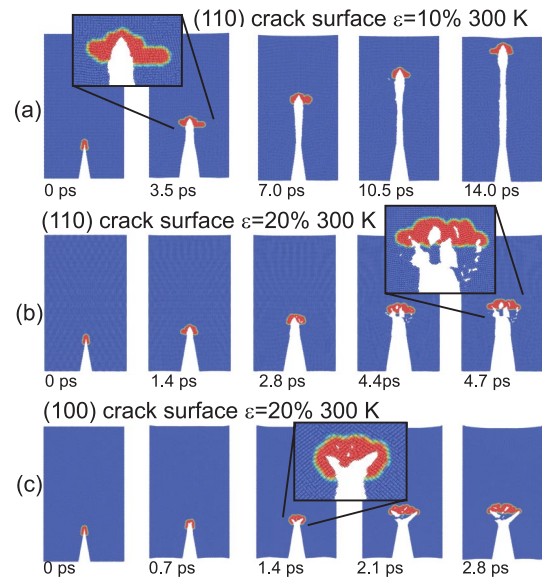 (110) crack surface ε=10% 300 K
(a)
0 ps 3.5 ps 7.0 ps 10.5 ps 14.0 ps
(110) crack surface ε=20% 300 K
(b)
0 ps 1.4 ps 2.8 ps 4.4 ps 4.7 ps
(100) crack surface ε=20% 300 K
(c)
0 ps 0.7 ps 1.4 ps 2.1 ps 2.8 ps